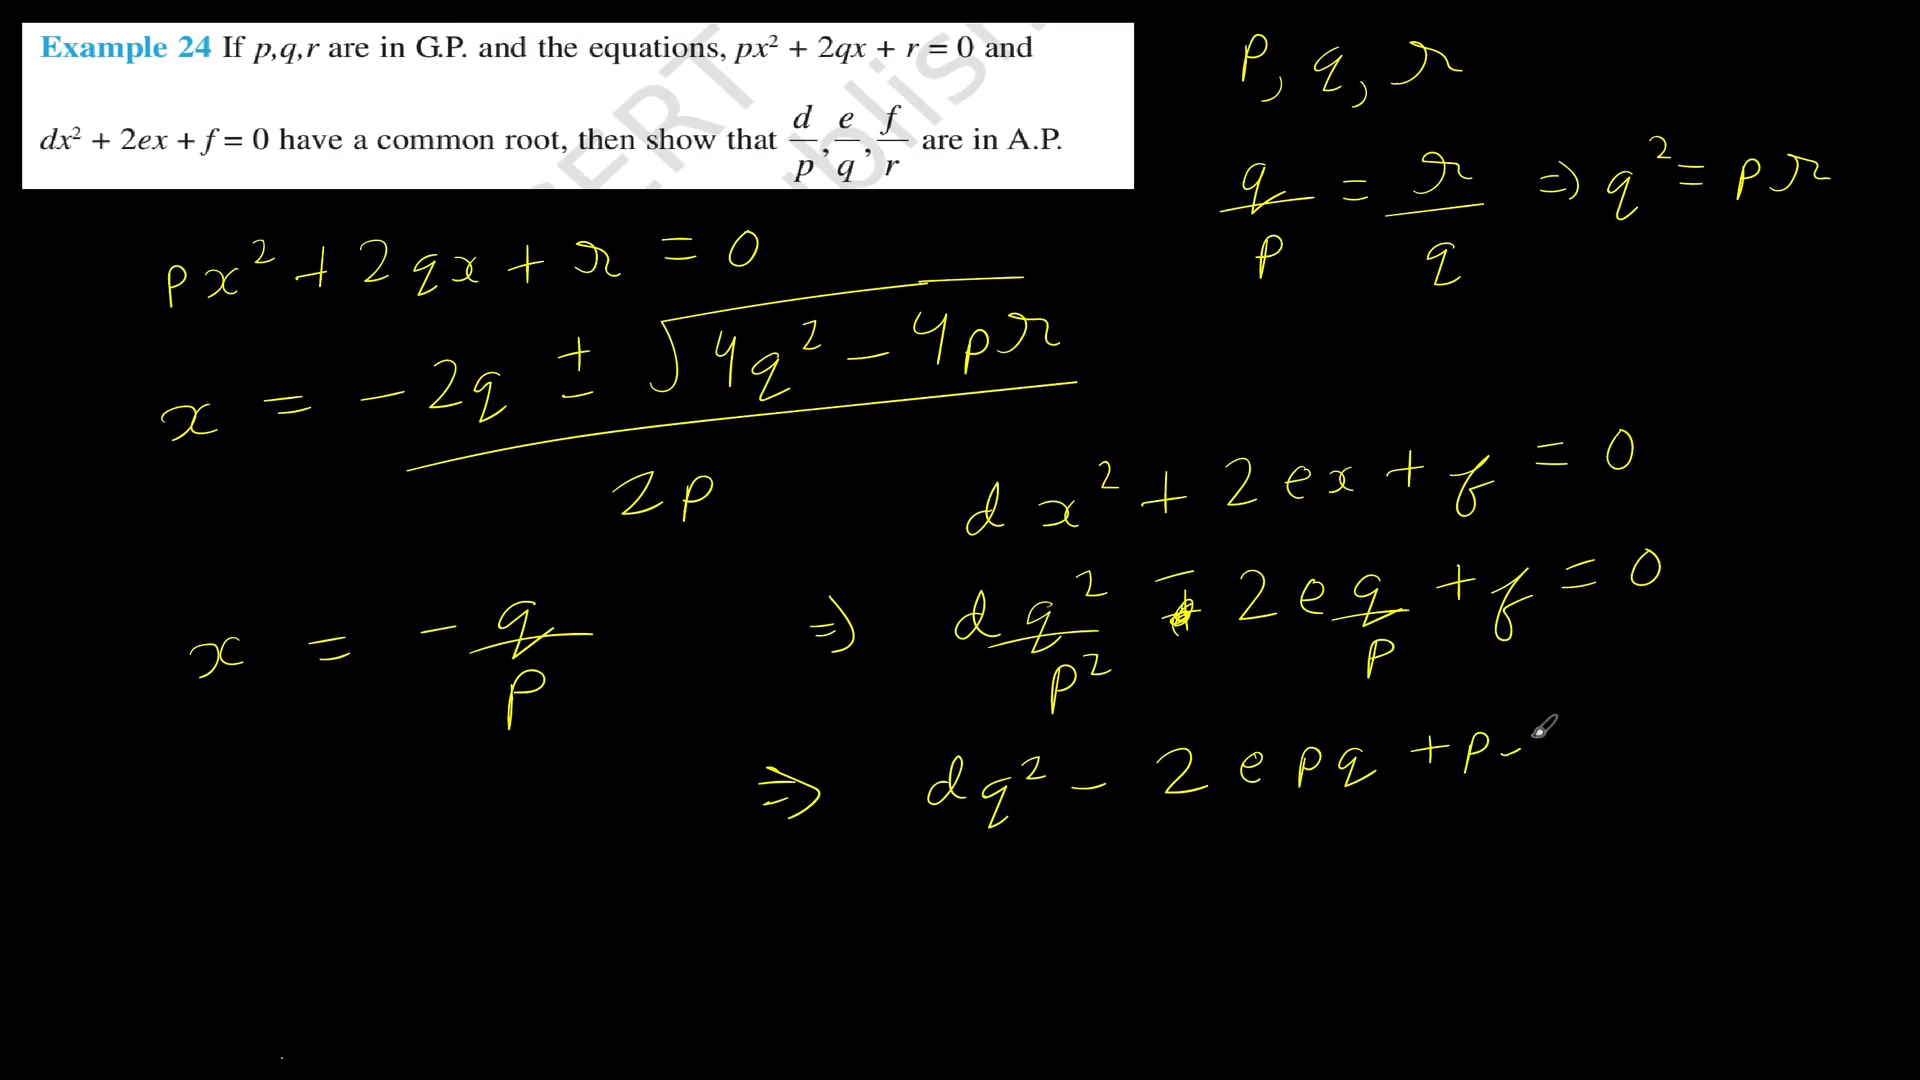 Example 24 If p,q,r are in G.P. and the equations, px² + 2qx + r = 0 and
dx² + 2ex + f = 0 have a common root, then show that d/p, e/q, f/r are in A.P.
p, q, r
q/p = r/q ⇒ q² = pr
px² + 2qx + r = 0
x = -2q ± √(4q² - 4pr) / 2p
dx² + 2ex + f = 0
x = -q/p
⇒ dq²/p² - 2eq/p + f = 0
⇒ dq² - 2epq + p